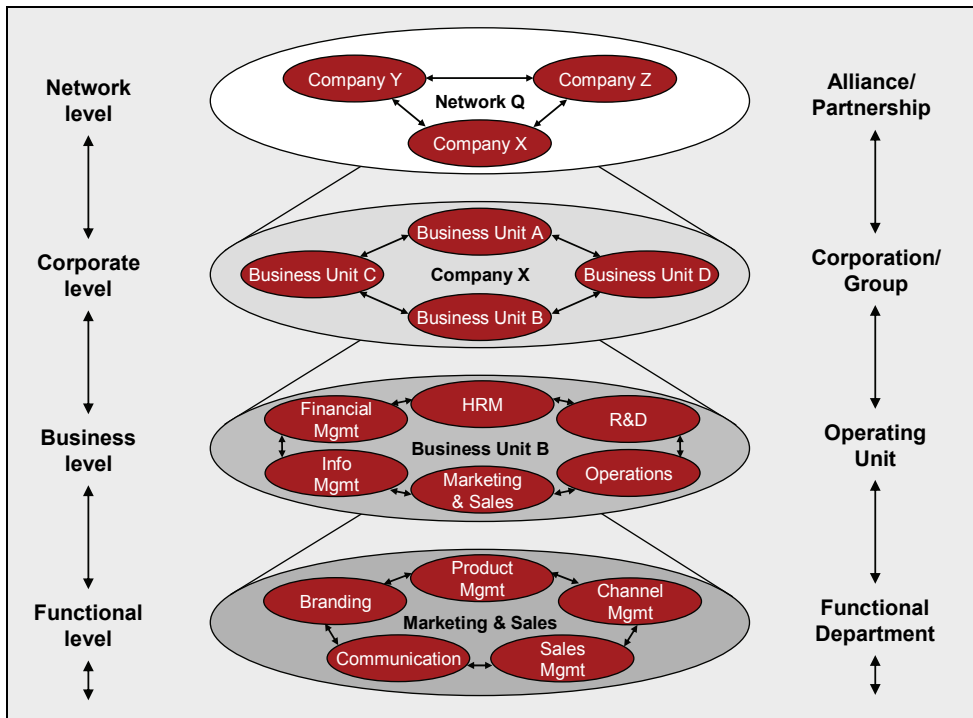 Network
level
Company Y
Company Z
Network Q
Company X
Alliance/
Partnership
Corporate
level
Business Unit A
Business Unit C
Company X
Business Unit D
Business Unit B
Corporation/
Group
Business
level
Financial
Mgmt
HRM
R&D
Business Unit B
Info
Mgmt
Marketing
& Sales
Operations
Operating
Unit
Functional
level
Branding
Product
Mgmt
Channel
Mgmt
Marketing & Sales
Communication
Sales
Mgmt
Functional
Department